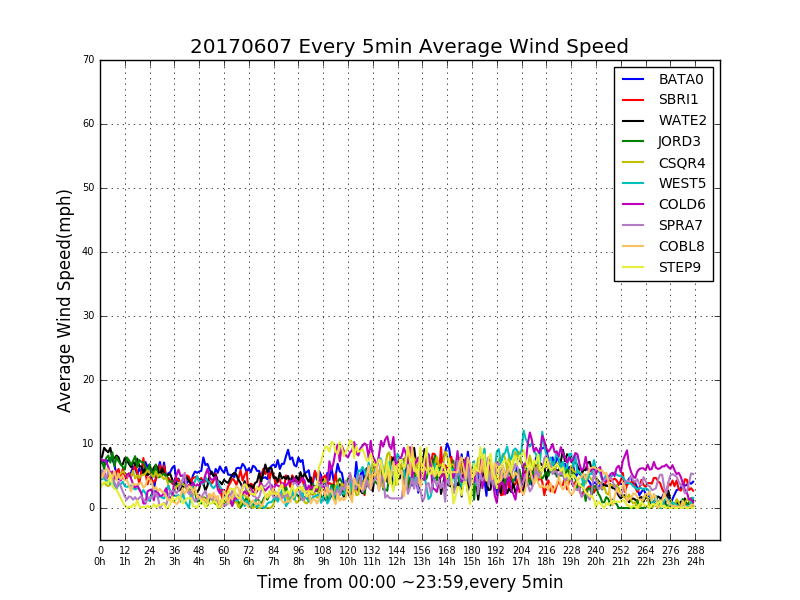 20170607 Every 5min Average Wind Speed
70
60
50
40
30
20
10
0
Average Wind Speed(mph)
BATA0
SBRI1
WATE2
JORD3
CSQR4
WEST5
COLD6
SPRA7
COBL8
STEP9
0 12 24 36 48 60 72 84 96 108 120 132 144 156 168 180 192 204 216 228 240 252 264 276 288
0h 1h 2h 3h 4h 5h 6h 7h 8h 9h 10h 11h 12h 13h 14h 15h 16h 17h 18h 19h 20h 21h 22h 23h 24h
Time from 00:00 ~23:59,every 5min